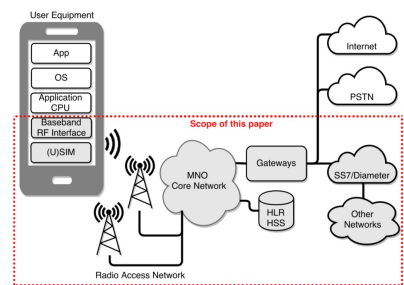 User Equipment
App
OS
Application
CPU
Baseband
RF Interface
(U)SIM
Internet
PSTN
Scope of this paper
MNO
Core Network
Gateways
SS7/Diameter
HLR
HSS
Other
Networks
Radio Access Network